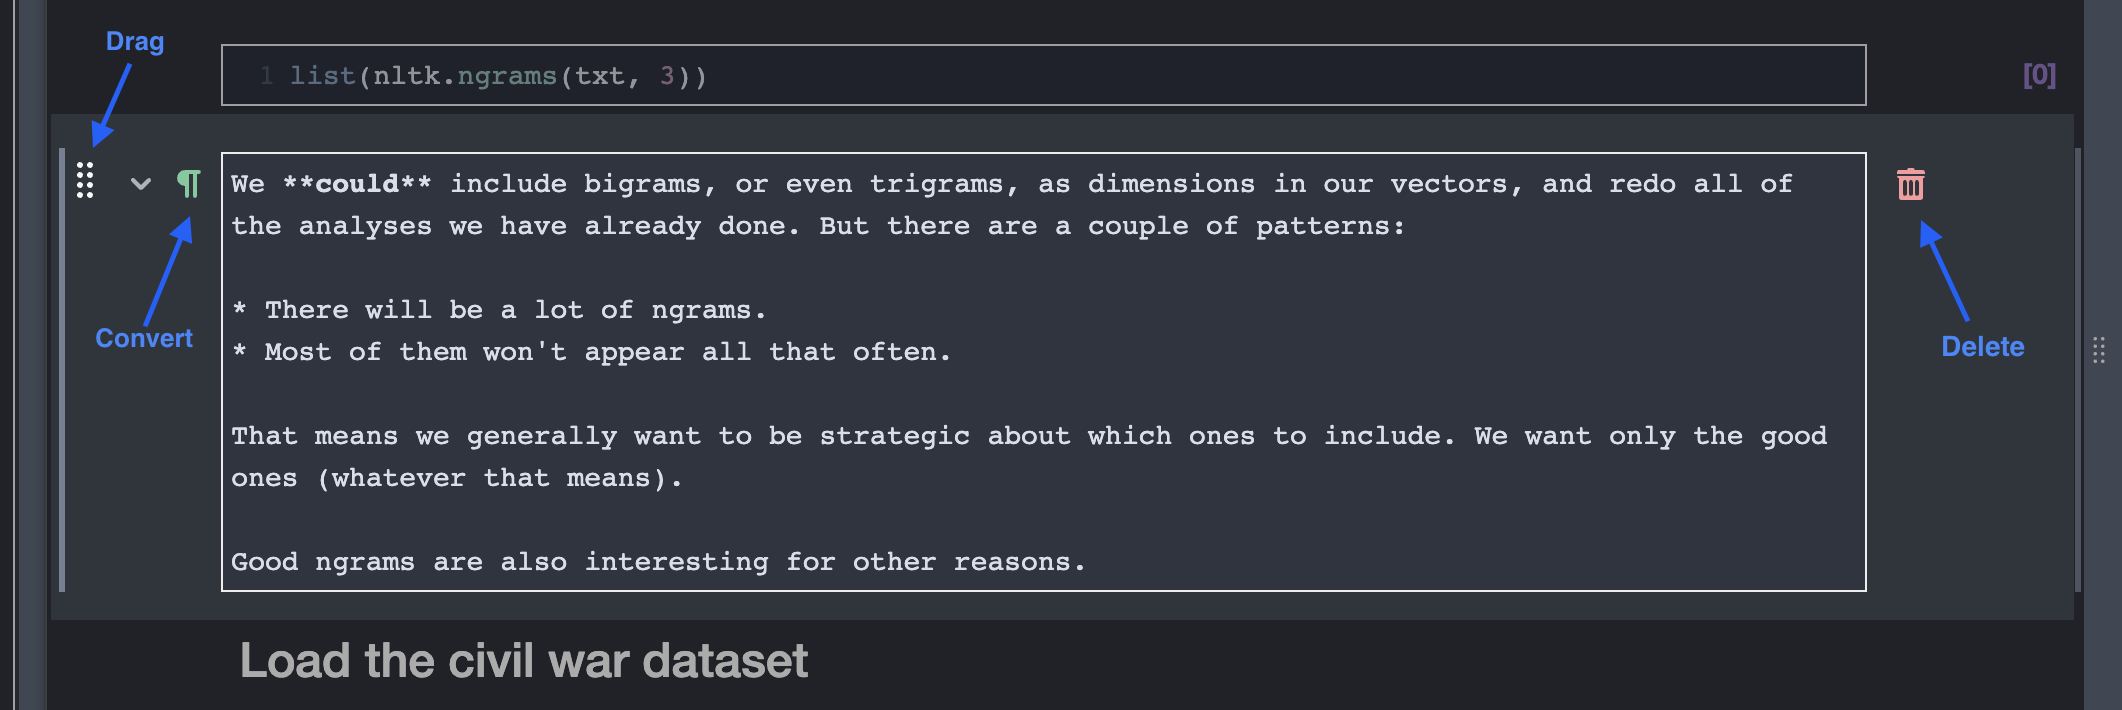 Drag
1 list(nltk.ngrams(txt, 3))
[0]
¶
We **could** include bigrams, or even trigrams, as dimensions in our vectors, and redo all of
the analyses we have already done. But there are a couple of patterns:
* There will be a lot of ngrams.
Convert
Delete
* Most of them won't appear all that often.
That means we generally want to be strategic about which ones to include. We want only the good
ones (whatever that means).
Good ngrams are also interesting for other reasons.
Load the civil war dataset